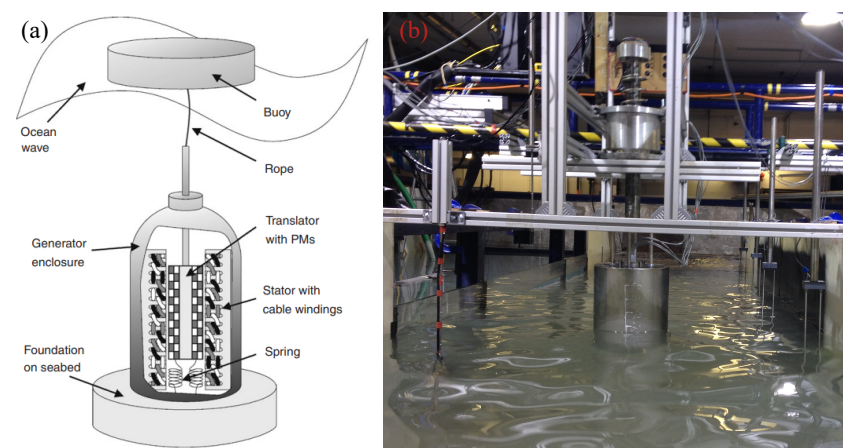 (a)
Ocean
wave
Buoy
Rope
Generator
enclosure
Translator
with PMs
Stator with
cable windings
Foundation
on seabed
Spring
(b)